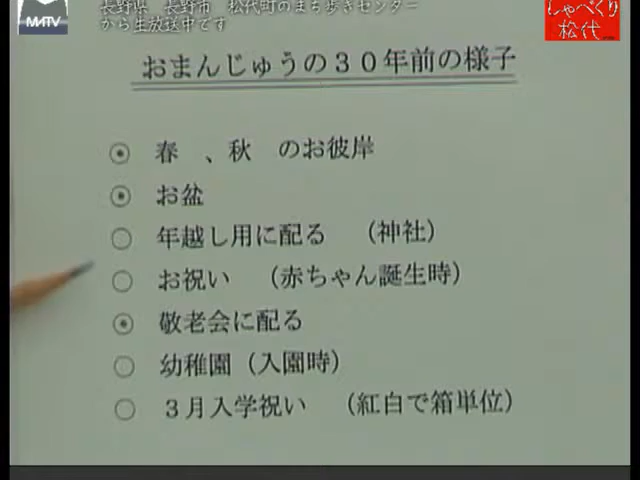 MATV
長野県 長野市 松代町のまち歩きセンター
から生放送中です
しゃべくり
松代
おまんじゅうの30年前の様子
◉ 春 、秋 のお彼岸
◉ お盆
○ 年越し用に配る (神社)
○ お祝い (赤ちゃん誕生時)
◉ 敬老会に配る
○ 幼稚園(入園時)
○ 3月入学祝い (紅白で箱単位)